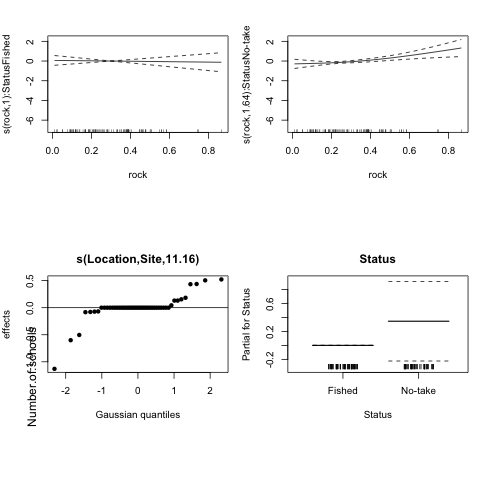 s(rock,1):StatusFished
2
0
-2
-4
-6
0.0 0.2 0.4 0.6 0.8
rock
s(rock,1.64):StatusNo-take
2
0
-2
-4
-6
0.0 0.2 0.4 0.6 0.8
rock
s(Location,Site,11.16)
effects
Number.of.schools
0.5
0.0
-1.0
-2 -1 0 1 2
Gaussian quantiles
Status
Partial for Status
0.6
0.2
-0.2
Fished No-take
Status